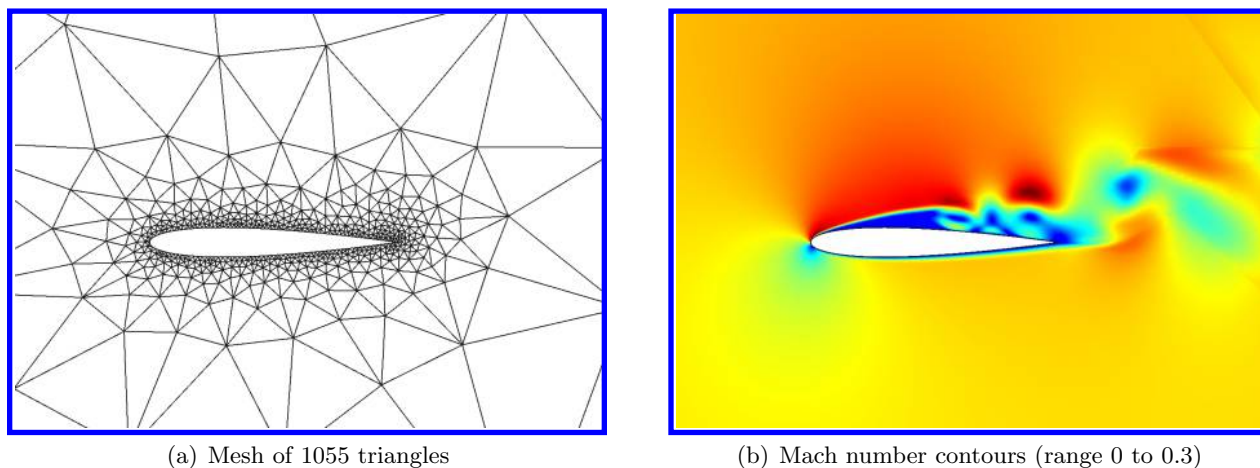 (a) Mesh of 1055 triangles
(b) Mach number contours (range 0 to 0.3)